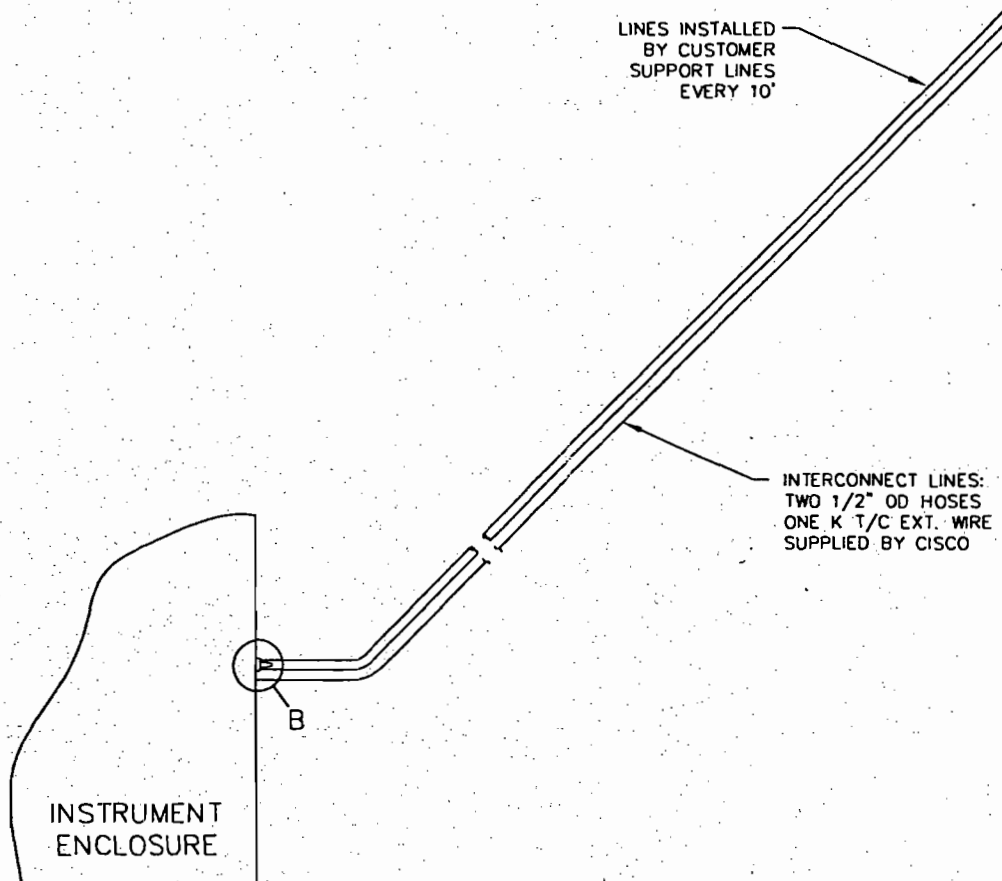 LINES INSTALLED
BY CUSTOMER
SUPPORT LINES
EVERY 10'
INTERCONNECT LINES:
TWO 1/2" OD HOSES
ONE K T/C EXT. WIRE
SUPPLIED BY CISCO
B
INSTRUMENT
ENCLOSURE